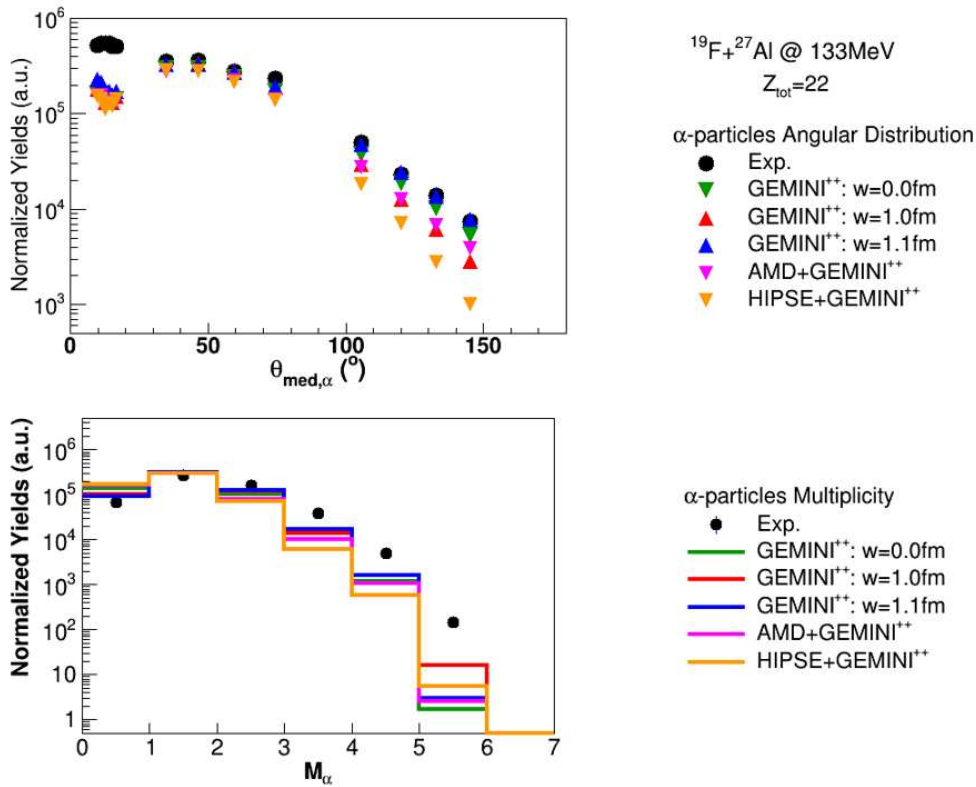 10⁶
10⁵
10⁴
10³
Normalized Yields (a.u.)
0 50 100 150
θmed,α (°)
¹⁹F+²⁷Al @ 133MeV
Ztot=22
α-particles Angular Distribution
Exp.
GEMINI⁺⁺: w=0.0fm
GEMINI⁺⁺: w=1.0fm
GEMINI⁺⁺: w=1.1fm
AMD+GEMINI⁺⁺
HIPSE+GEMINI⁺⁺
10⁶
10⁵
10⁴
10³
10²
10
1
Normalized Yields (a.u.)
0 1 2 3 4 5 6 7
Mα
α-particles Multiplicity
Exp.
GEMINI⁺⁺: w=0.0fm
GEMINI⁺⁺: w=1.0fm
GEMINI⁺⁺: w=1.1fm
AMD+GEMINI⁺⁺
HIPSE+GEMINI⁺⁺